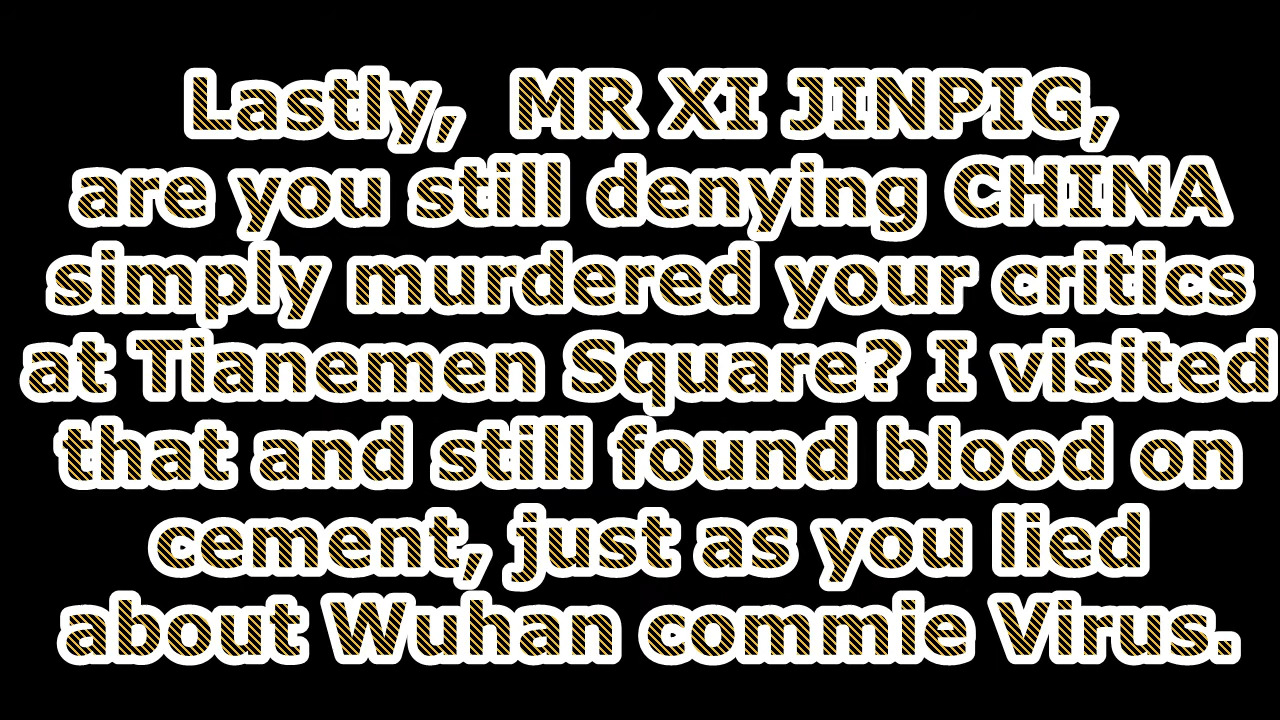 Lastly,  MR XI JINPIG,
are you still denying CHINA
simply murdered your critics
at Tianemen Square? I visited
that and still found blood on
cement, just as you lied
about Wuhan commie Virus.